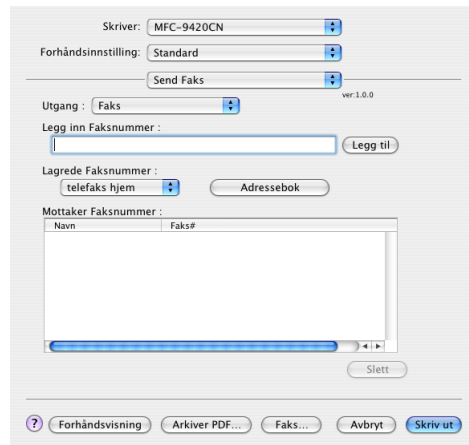 Skriver: MFC-9420CN
Forhåndsinnstilling: Standard
Send Faks
ver:1.0.0
Utgang : Faks
Legg inn Faksnummer :
Legg til
Lagrede Faksnummer :
telefaks hjem Adressebok
Mottaker Faksnummer :
Navn Faks#
Slett
? Forhåndsvisning Arkiver PDF... Faks... Avbryt Skriv ut